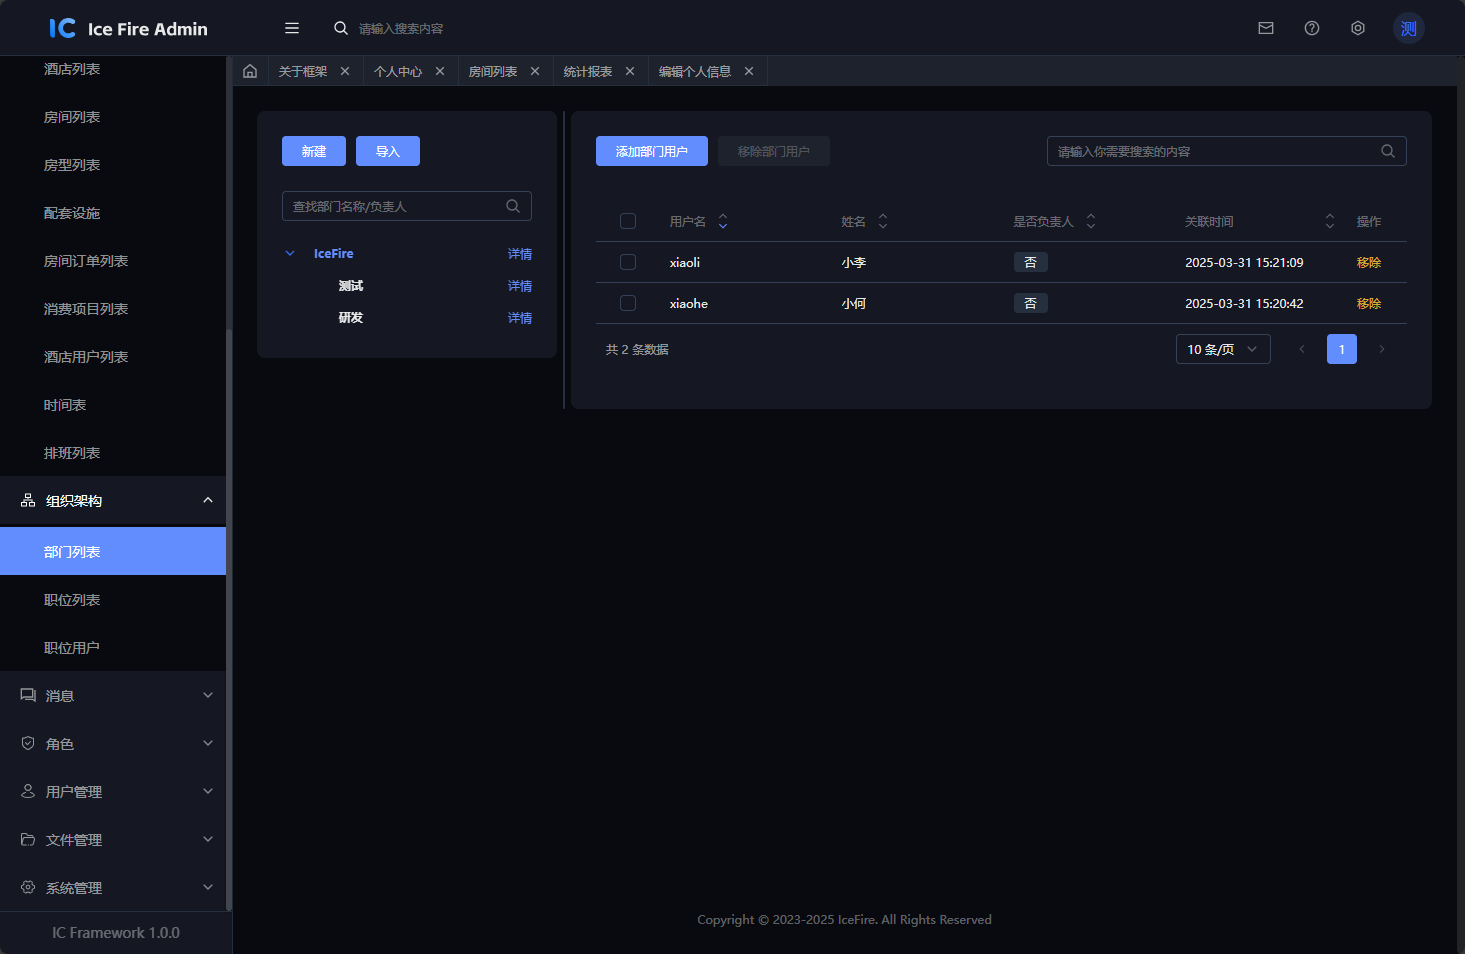 IC Ice Fire Admin
请输入搜索内容
测
酒店列表
房间列表
房型列表
配套设施
房间订单列表
消费项目列表
酒店用户列表
时间表
排班列表
组织架构
部门列表
职位列表
职位用户
消息
角色
用户管理
文件管理
系统管理
IC Framework 1.0.0
关于框架 个人中心 房间列表 统计报表 编辑个人信息
新建 导入
查找部门名称/负责人
IceFire 详情
测试 详情
研发 详情
添加部门用户 移除部门用户
请输入你需要搜索的内容
用户名 姓名 是否负责人 关联时间 操作
xiaoli 小李 否 2025-03-31 15:21:09 移除
xiaohe 小何 否 2025-03-31 15:20:42 移除
共 2 条数据 10 条/页 1
Copyright © 2023-2025 IceFire. All Rights Reserved